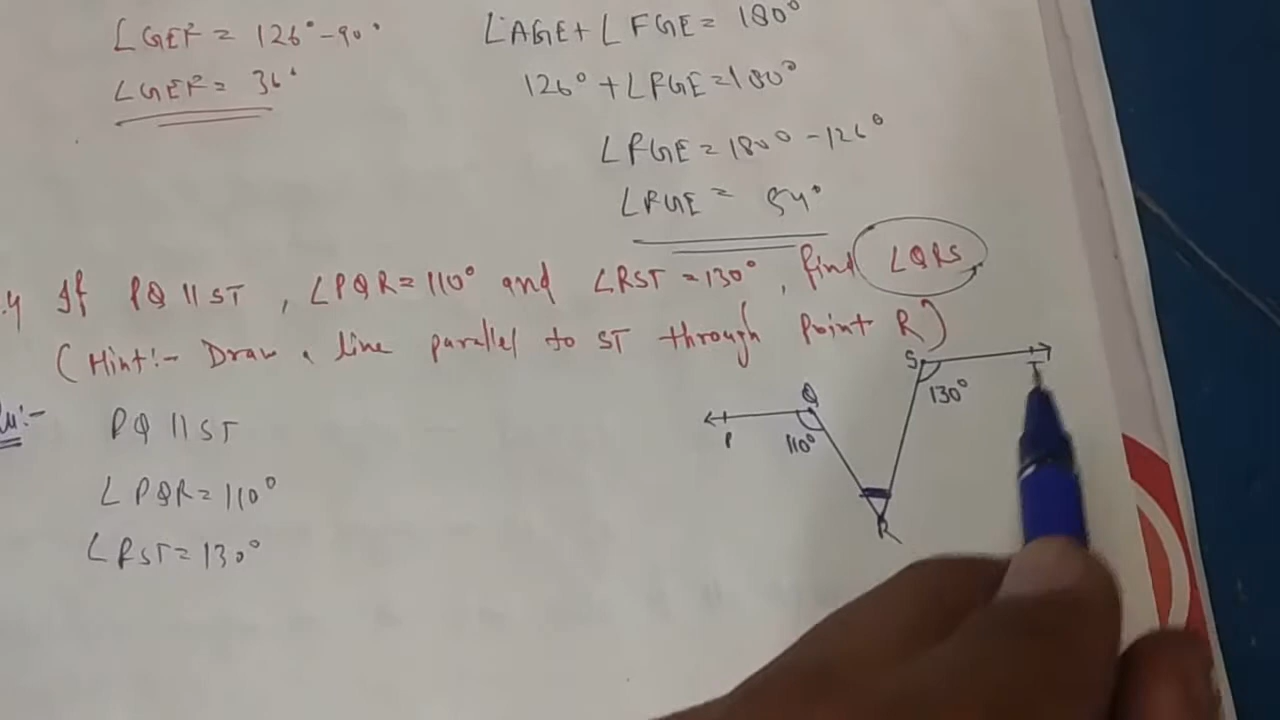 ∠GEF = 126° - 90°
∠GEF = 36°
∠AGE + ∠FGE = 180°
126° + ∠FGE = 180°
∠FGE = 180° - 126°
∠FGE = 54°
.4 If PQ || ST , ∠PQR = 110° and ∠RST = 130° , find ∠QRS
(Hint:- Draw a line parallel to ST through point R)
PQ || ST
∠PQR = 110°
∠RST = 130°
S
T
130°
Q
P
110°
R